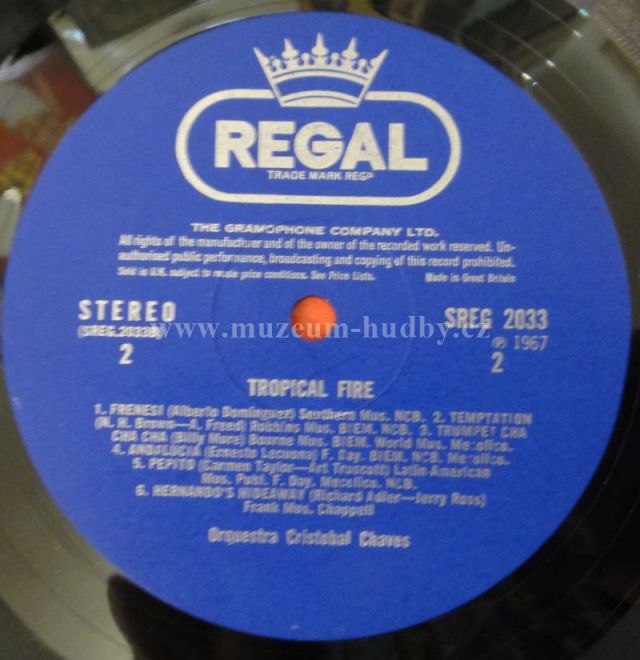 REGAL
TRADE MARK REGD
THE GRAMOPHONE COMPANY LTD.
All rights of the manufacturer and of the owner of the recorded work reserved. Un-
authorised public performance, broadcasting and copying of this record prohibited.
Sold in U.K. subject to resale price conditions. See Price Lists. Made in Great Britain
STEREO
(SREG.2033B)
2
SREG 2033
℗ 1967
2
www.muzeum-hudby.cz
TROPICAL FIRE
1. FRENESI (Alberto Dominguez) Southern Mus. NCB. 2. TEMPTATION
(N. H. Brown—A. Freed) Robbins Mus. BIEM. NCB. 3. TRUMPET CHA
CHA CHA (Billy Mure) Bourne Mus. BIEM. World Mus. Mecolico.
4. ANDALUCIA (Ernesto Lecuona) F. Day. BIEM. NCB. Mecolico.
5. PEPITO (Carmen Taylor—Art Truscott) Latin-American
Mus. Publ. F. Day. Mecolico. NCB.
6. HERNANDO'S HIDEAWAY (Richard Adler—Jerry Ross)
Frank Mus. Chappell
Orquestra Cristobal Chaves